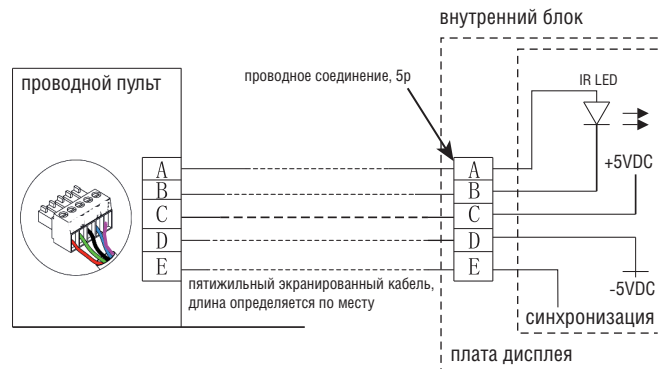 внутренний блок
проводной пульт
проводное соединение, 5р
IR LED
+5VDC
A
B
C
D
E
A
B
C
D
E
пятижильный экранированный кабель,
длина определяется по месту
-5VDC
синхронизация
плата дисплея